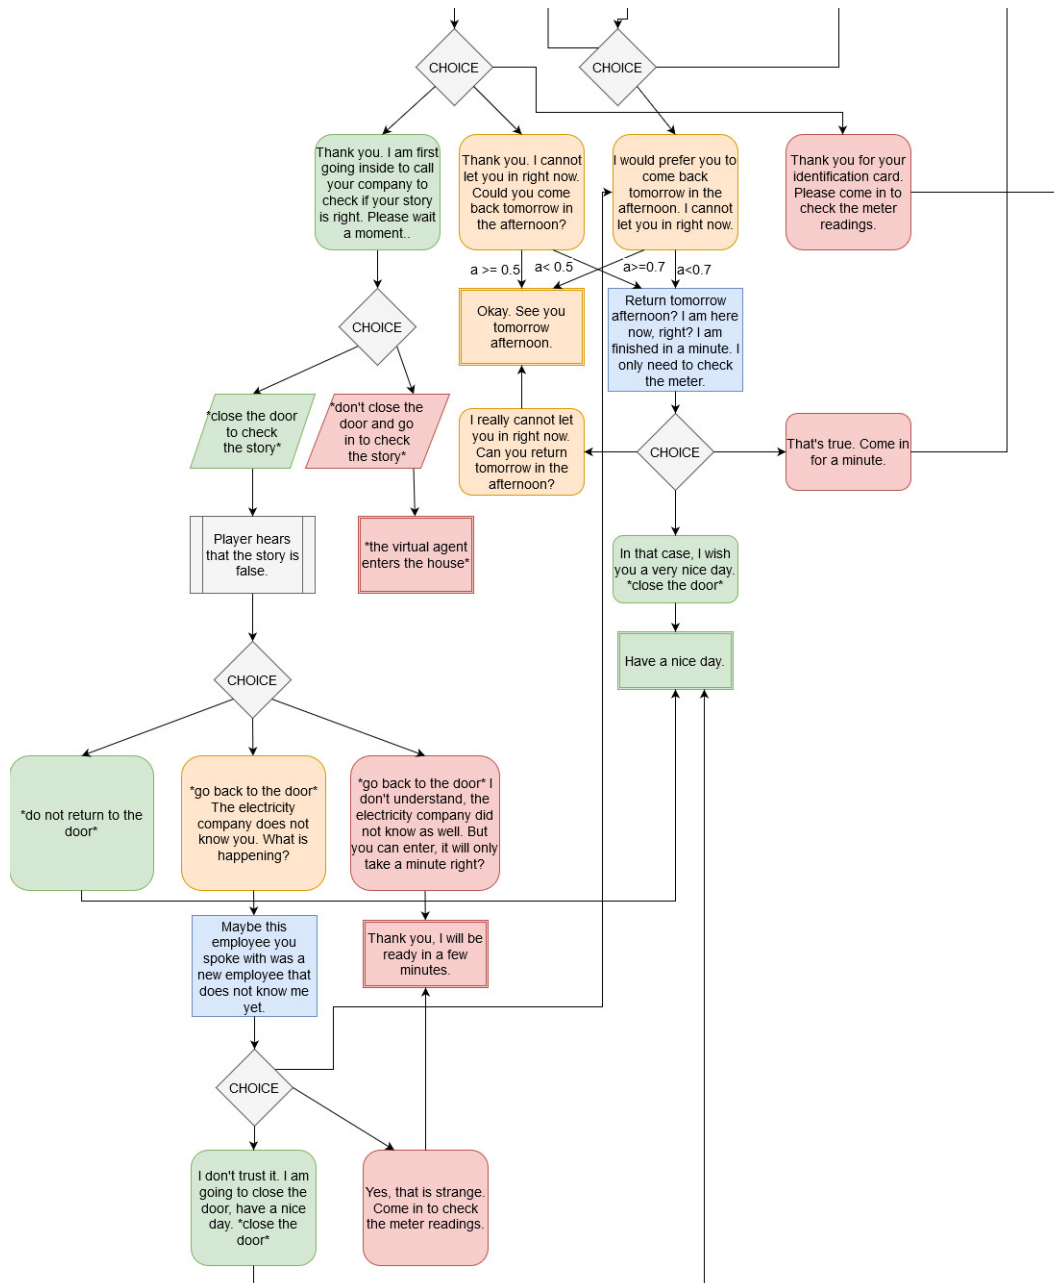 CHOICE
CHOICE
Thank you. I am first
going inside to call
your company to
check if your story
is right. Please wait
a moment..
Thank you. I cannot
let you in right now.
Could you come
back tomorrow in
the afternoon?
I would prefer you to
come back
tomorrow in the
afternoon. I cannot
let you in right now.
Thank you for your
identification card.
Please come in to
check the meter
readings.
a >= 0.5
a< 0.5
a>=0.7
a<0.7
CHOICE
Okay. See you
tomorrow
afternoon.
Return tomorrow
afternoon? I am here
now, right? I am
finished in a minute. I
only need to check
the meter.
*close the door
to check
the story*
*don't close the
door and go
in to check
the story*
I really cannot let
you in right now.
Can you return
tomorrow in the
afternoon?
CHOICE
That's true. Come in
for a minute.
Player hears
that the story is
false.
*the virtual agent
enters the house*
In that case, I wish
you a very nice day.
*close the door*
Have a nice day.
CHOICE
*do not return to the
door*
*go back to the door*
The electricity
company does not
know you. What is
happening?
*go back to the door* I
don't understand, the
electricity company did
not know as well. But
you can enter, it will only
take a minute right?
Maybe this
employee you
spoke with was a
new employee that
does not know me
yet.
Thank you, I will be
ready in a few
minutes.
CHOICE
I don't trust it. I am
going to close the
door, have a nice
day. *close the
door*
Yes, that is strange.
Come in to check
the meter readings.